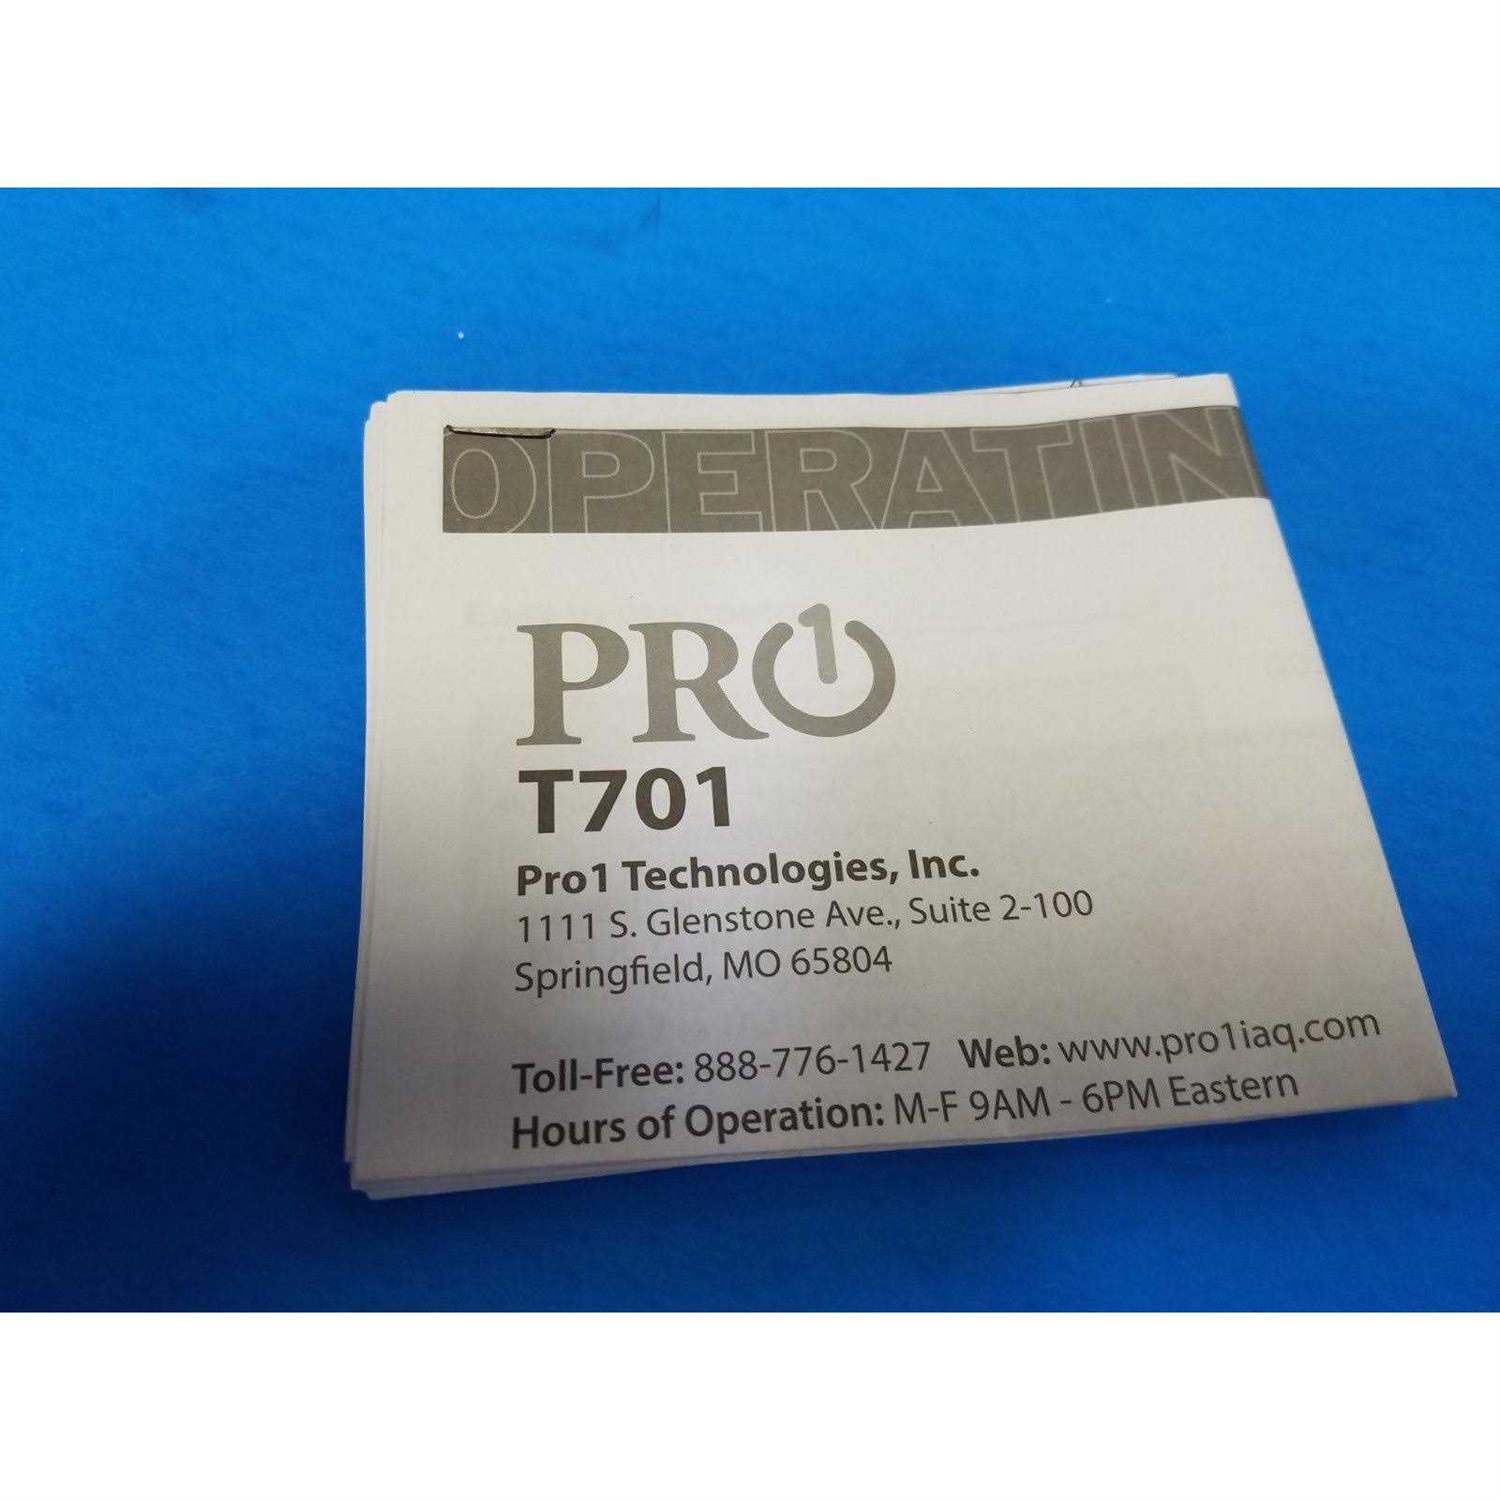 OPERATIN
PRO1
T701
Pro1 Technologies, Inc.
1111 S. Glenstone Ave., Suite 2-100
Springfield, MO 65804
Toll-Free: 888-776-1427 Web: www.pro1iaq.com
Hours of Operation: M-F 9AM - 6PM Eastern